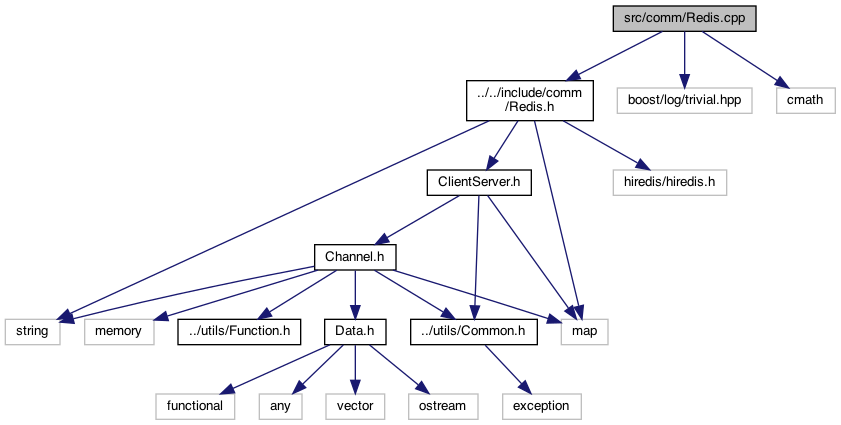 src/comm/Redis.cpp
../../include/comm
/Redis.h
boost/log/trivial.hpp
cmath
ClientServer.h
hiredis/hiredis.h
Channel.h
string
memory
../utils/Function.h
Data.h
../utils/Common.h
map
functional
any
vector
ostream
exception